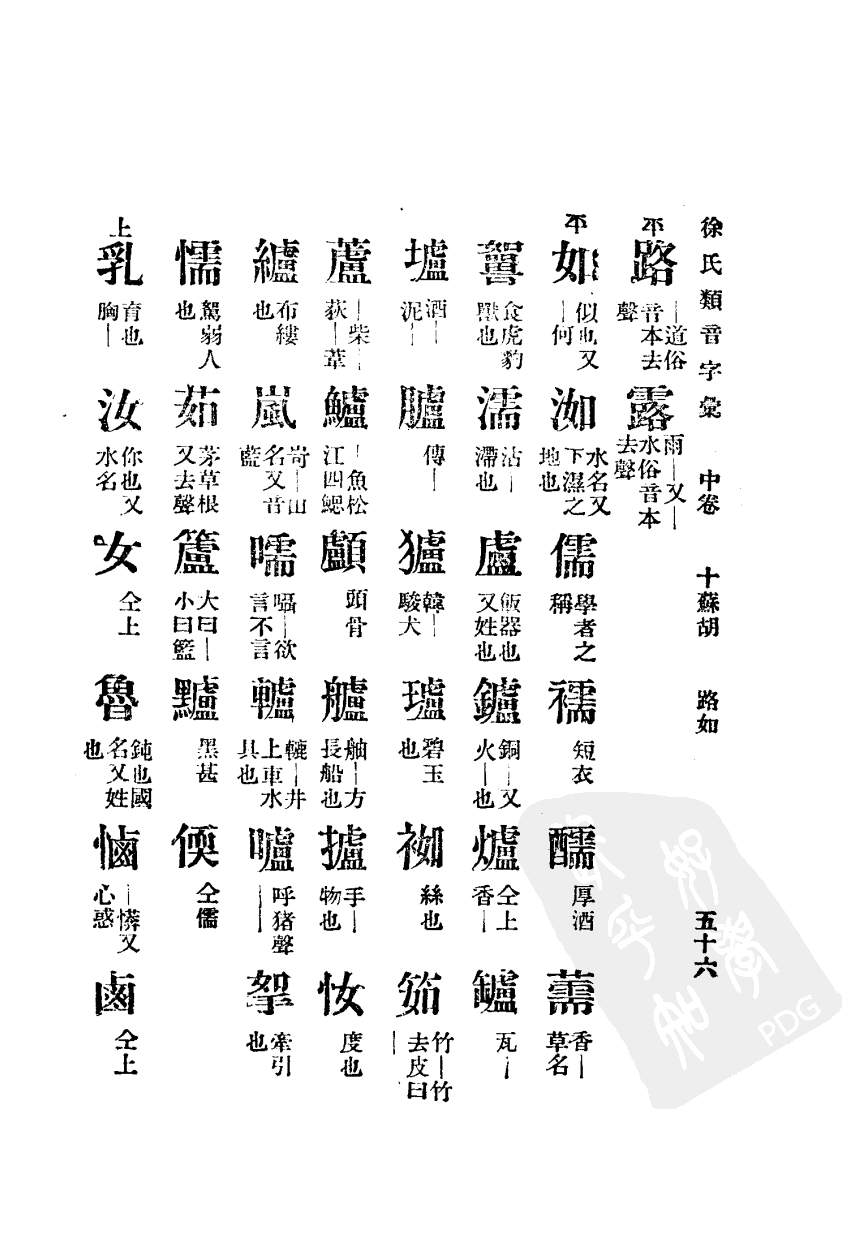 徐氏類音字彙 中卷 十蘇胡 路如 五十六
平 路 ｜道俗音本去聲 露 雨｜又｜水俗音本去聲
平 如 似也又｜何 洳 水名又下濕之地也 儒 學者之稱 襦 短衣 醹 厚酒 薷 香｜草名
食虎豹獸也 濡 沾｜滯也 盧 飯器也又姓也 鑪 銅｜又火｜也 爐 仝上香｜ 罏 瓦｜
壚 酒｜泥｜ 臚 傳｜ 獹 韓｜駿犬 瓐 碧玉也 袽 絲也 筎 竹｜竹去皮曰｜
蘆 ｜柴｜荻｜葦 鱸 ｜魚松江四鰓 顱 頭骨 艫 舳｜方長船也 攎 手｜物也 㤇 度也
纑 布縷也 嵐 岢｜山名又音藍 嚅 囁｜欲言不言 轤 轆｜井上車水具也 嚧 呼猪聲｜｜ 挐 牽引也
懦 駑弱人也 茹 茅草根又去聲 籚 大曰｜小曰籃 黸 黑甚 偄 仝儒
上 乳 育也胸｜ 汝 你也又水名 女 仝上 魯 鈍也國名又姓也 㦄 ｜憐又心惑 鹵 仝上
PDG